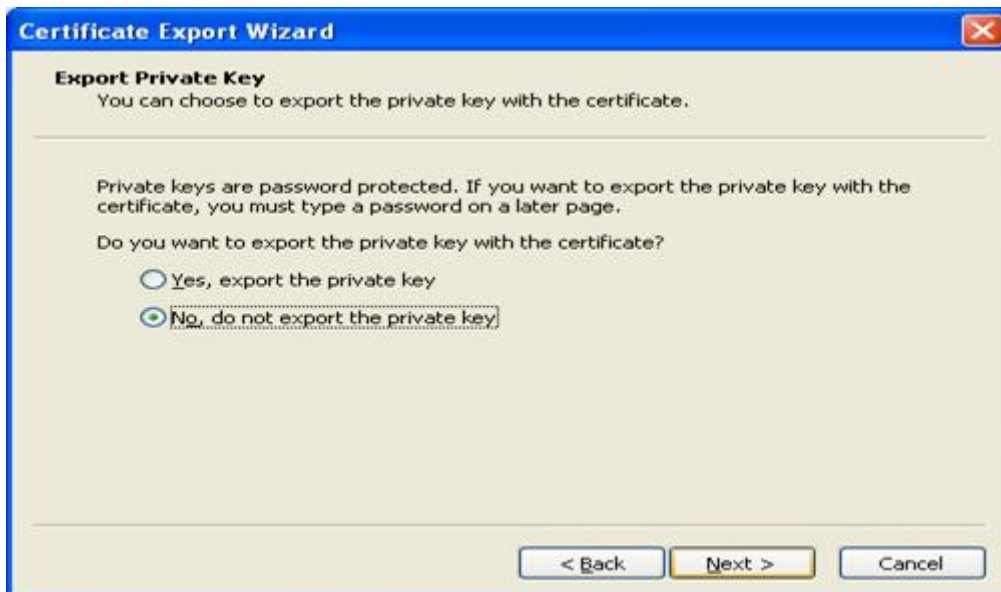 Certificate Export Wizard
Export Private Key
You can choose to export the private key with the certificate.
Private keys are password protected. If you want to export the private key with the
certificate, you must type a password on a later page.
Do you want to export the private key with the certificate?
Yes, export the private key
No, do not export the private key
< Back
Next >
Cancel